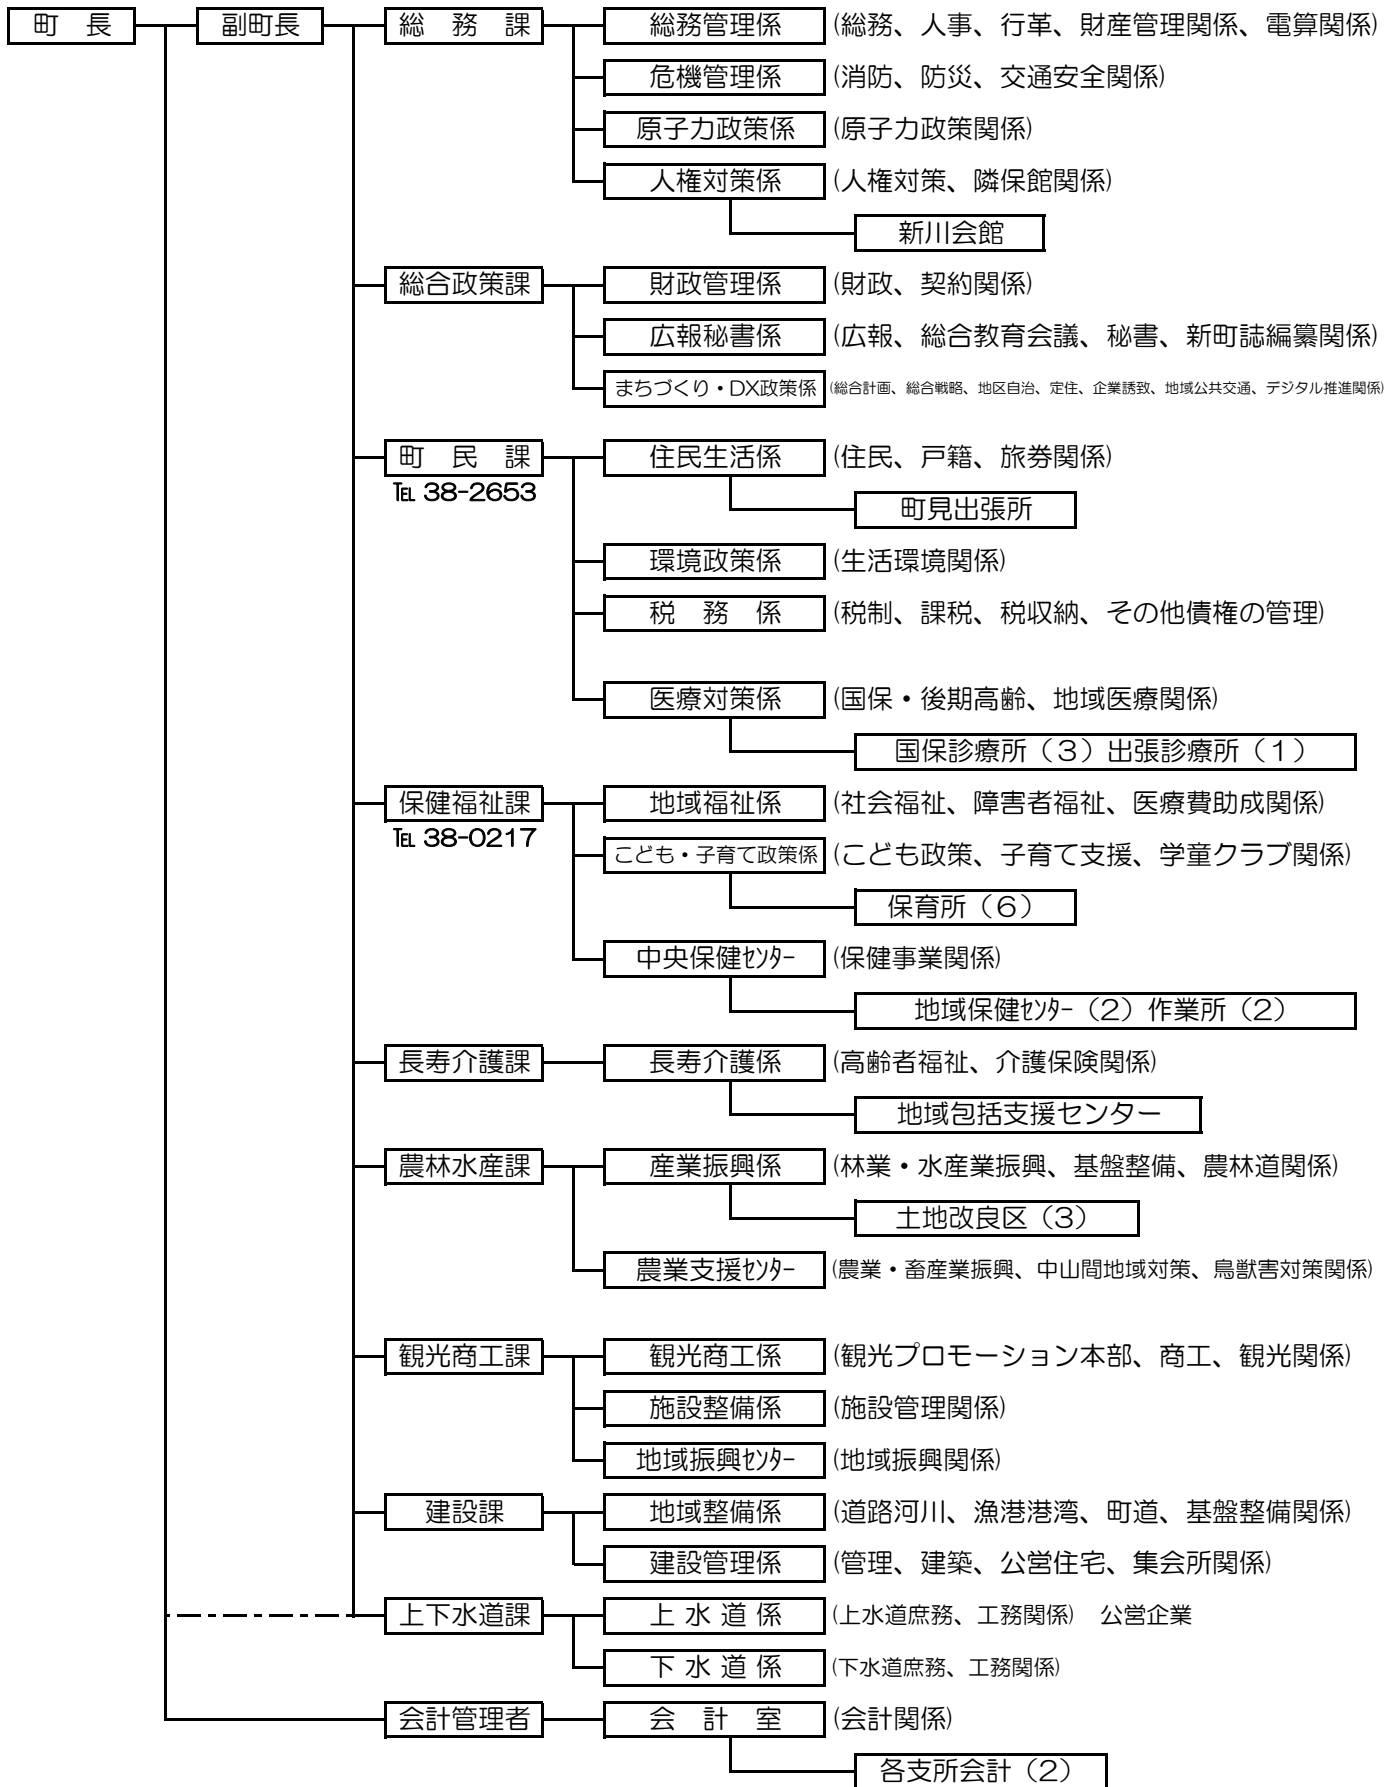 町　長　副町長　総　務　課　総務管理係　(総務、人事、行革、財産管理関係、電算関係)
危機管理係　(消防、防災、交通安全関係)
原子力政策係　(原子力政策関係)
人権対策係　(人権対策、隣保館関係)
新川会館
総合政策課　財政管理係　(財政、契約関係)
広報秘書係　(広報、総合教育会議、秘書、新町誌編纂関係)
まちづくり・DX政策係　(総合計画、総合戦略、地区自治、定住、企業誘致、地域公共交通、デジタル推進関係)
町　民　課　住民生活係　(住民、戸籍、旅券関係)
℡ 38-2653
町見出張所
環境政策係　(生活環境関係)
税　務　係　(税制、課税、税収納、その他債権の管理)
医療対策係　(国保・後期高齢、地域医療関係)
国保診療所（3）出張診療所（1）
保健福祉課　地域福祉係　(社会福祉、障害者福祉、医療費助成関係)
℡ 38-0217
こども・子育て政策係　(こども政策、子育て支援、学童クラブ関係)
保育所（6）
中央保健ｾﾝﾀｰ　(保健事業関係)
地域保健ｾﾝﾀｰ（2）作業所（2）
長寿介護課　長寿介護係　(高齢者福祉、介護保険関係)
地域包括支援センター
農林水産課　産業振興係　(林業・水産業振興、基盤整備、農林道関係)
土地改良区（3）
農業支援ｾﾝﾀｰ　(農業・畜産業振興、中山間地域対策、鳥獣害対策関係)
観光商工課　観光商工係　(観光プロモーション本部、商工、観光関係)
施設整備係　(施設管理関係)
地域振興ｾﾝﾀｰ　(地域振興関係)
建設課　地域整備係　(道路河川、漁港港湾、町道、基盤整備関係)
建設管理係　(管理、建築、公営住宅、集会所関係)
上下水道課　上 水 道 係　(上水道庶務、工務関係)　公営企業
下 水 道 係　(下水道庶務、工務関係)
会計管理者　会　計　室　(会計関係)
各支所会計（2）